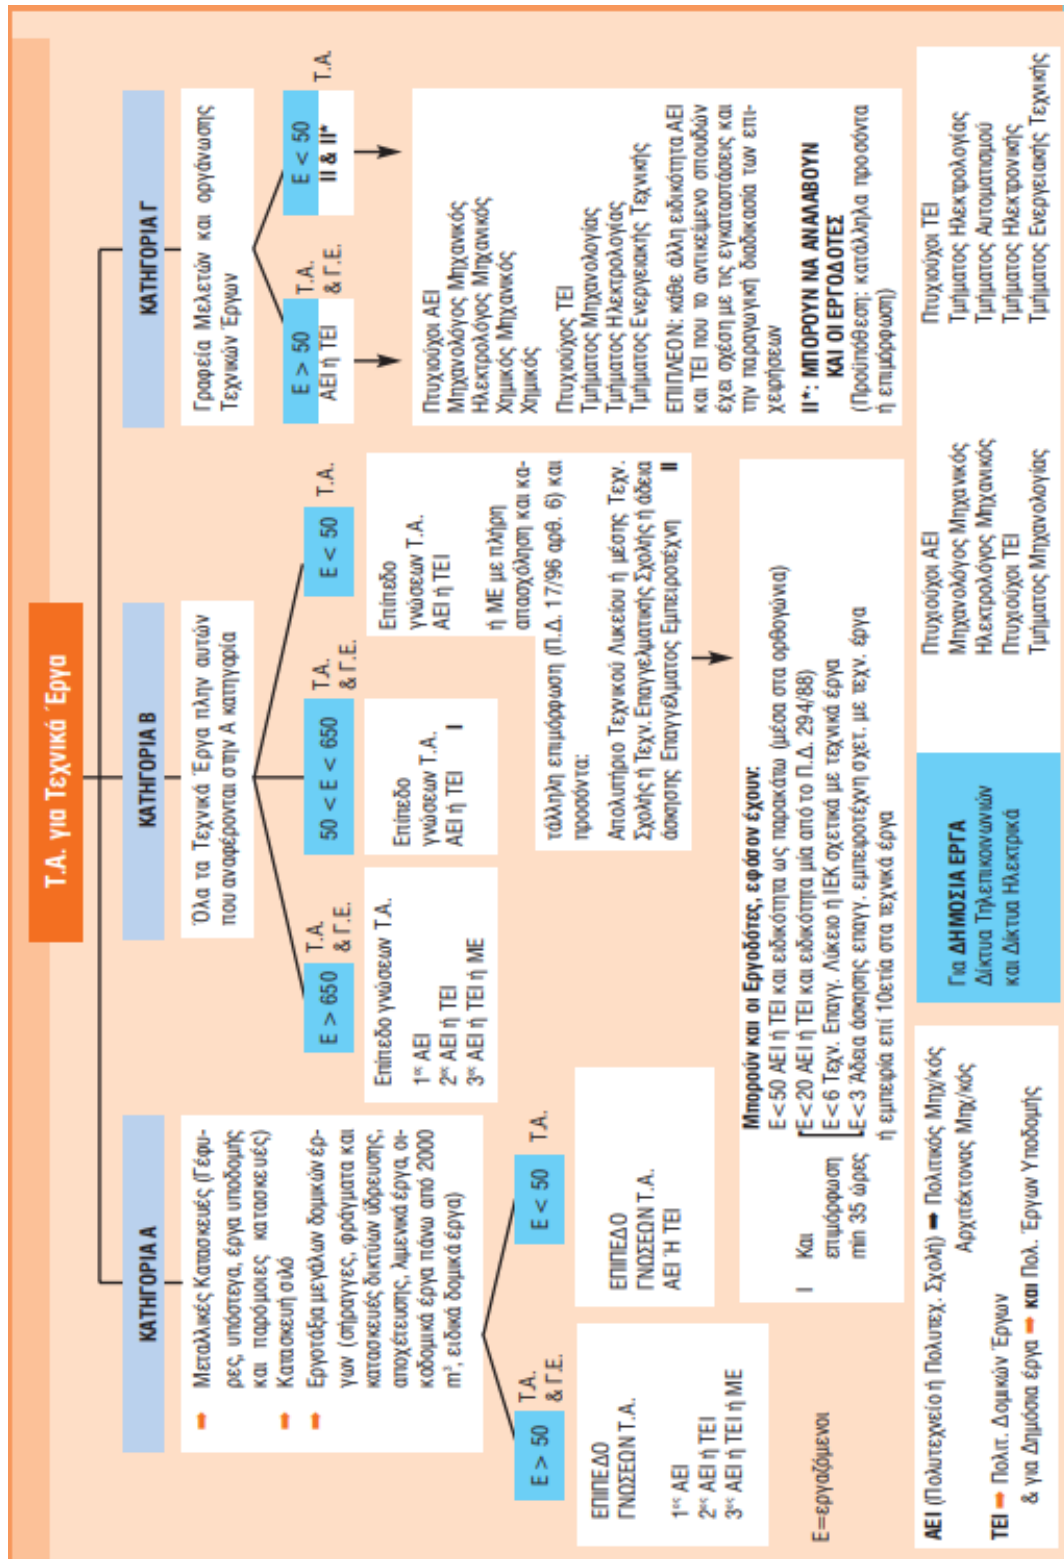 Τ.Α. για Τεχνικά Έργα
ΚΑΤΗΓΟΡΙΑ Α
➡ Μεταλλικές Κατασκευές (Γέφυ-
ρες, υπόστεγα, έργα υποδομής
και παρόμοιες κατασκευές)
➡ Κατασκευή σιλό
➡ Εργοτάξια μεγάλων δομικών έρ-
γων (σήραγγες, φράγματα και
κατασκευές δικτύων ύδρευσης,
αποχέτευσης, λιμενικά έργα, οι-
κοδομικά έργα πάνω από 2000
m³, ειδικά δομικά έργα)
Ε > 50
Τ.Α.
& Γ.Ε.
ΕΠΙΠΕΔΟ
ΓΝΩΣΕΩΝ Τ.Α.
1ος ΑΕΙ
2ος ΑΕΙ ή ΤΕΙ
3ος ΑΕΙ ή ΤΕΙ ή ΜΕ
Ε < 50
Τ.Α.
ΕΠΙΠΕΔΟ
ΓΝΩΣΕΩΝ Τ.Α.
ΑΕΙ Ή ΤΕΙ
ΚΑΤΗΓΟΡΙΑ Β
Όλα τα Τεχνικά Έργα πλην αυτών
που αναφέρονται στην Α κατηγαρία
Ε > 650
Τ.Α.
& Γ.Ε.
Επίπεδο γνώσεων Τ.Α.
1ος ΑΕΙ
2ος ΑΕΙ ή ΤΕΙ
3ος ΑΕΙ ή ΤΕΙ ή ΜΕ
50 < Ε < 650
Τ.Α.
& Γ.Ε.
Επίπεδο
γνώσεων Τ.Α.
ΑΕΙ ή ΤΕΙ I
Ε < 50
Τ.Α.
Επίπεδο
γνώσεων Τ.Α.
ΑΕΙ ή ΤΕΙ
ή ΜΕ με πλήρη
απασχόληση και κα-
τάλληλη επιμόρφωση (Π.Δ. 17/96 αρθ. 6) και
προσόντα:
Απολυτήριο Τεχνικού Λυκείου ή μέσης Τεχν.
Σχολής ή Τεχν. Επαγγελματικής Σχολής ή άδεια
άσκησης Επαγγέλματος Εμπειροτέχνη II
Μπορούν και οι Εργοδότες, εφόσον έχουν:
Ε<50 ΑΕΙ ή ΤΕΙ και ειδικότητα ως παρακάτω (μέσα στα ορθογώνια)
Ε<20 ΑΕΙ ή ΤΕΙ και ειδικότητα μία από το Π.Δ. 294/88)
I Και
επιμόρφωση
min 35 ώρες
Ε<6 Τεχν. Επαγγ. Λύκειο ή ΙΕΚ σχετικά με τεχνικά έργα
Ε<3 Άδεια άσκησης επαγγ. εμπειροτέχνη σχετ. με τεχν. έργα
ή εμπειρία επί 10ετία στα τεχνικά έργα
ΚΑΤΗΓΟΡΙΑ Γ
Γραφεία Μελετών και οργάνωσης
Τεχνικών Έργων
Ε > 50
ΑΕΙ ή ΤΕΙ
Τ.Α.
& Γ.Ε.
Ε < 50
II & II*
Τ.Α.
Πτυχιούχοι ΑΕΙ
Μηχανολόγος Μηχανικός
Ηλεκτρολόγος Μηχανικός
Χημικός Μηχανικός
Χημικός
Πτυχιούχος ΤΕΙ
Τμήματος Μηχανολογίας
Τμήματος Ηλεκτρολογίας
Τμήματος Ενεργειακής Τεχνικής
ΕΠΙΠΛΕΟΝ: κάθε άλλη ειδικότητα ΑΕΙ
και ΤΕΙ που το αντικείμενο σπουδών
έχει σχέση με τις εγκαταστάσεις και
την παραγωγική διαδικασία των επι-
χειρήσεων
II*: ΜΠΟΡΟΥΝ ΝΑ ΑΝΑΛΑΒΟΥΝ
ΚΑΙ ΟΙ ΕΡΓΟΔΟΤΕΣ
(Προϋπόθεση: κατάλληλα προσόντα
ή επιμόρφωση)
Ε=εργαζόμενοι
ΑΕΙ (Πολυτεχνείο ή Πολυτεχ. Σχολή) ➡ Πολιτικός Μηχ/κός
Αρχιτέκτονας Μηχ/κός
ΤΕΙ ➡ Πολιτ. Δομικών Έργων
& για Δημόσια έργα ➡ και Πολ. Έργων Υποδομής
Για ΔΗΜΟΣΙΑ ΕΡΓΑ
Δίκτυα Τηλεπικοινωνιών
και Δίκτυα Ηλεκτρικά
Πτυχιούχοι ΑΕΙ
Μηχανολόγος Μηχανικός
Ηλεκτρολόγος Μηχανικός
Πτυχιούχοι ΤΕΙ
Τμήματος Μηχανολογίας
Πτυχιούχοι ΤΕΙ
Τμήματος Ηλεκτρολογίας
Τμήματος Αυτοματισμού
Τμήματος Ηλεκτρονικής
Τμήματος Ενεργειακής Τεχνικής